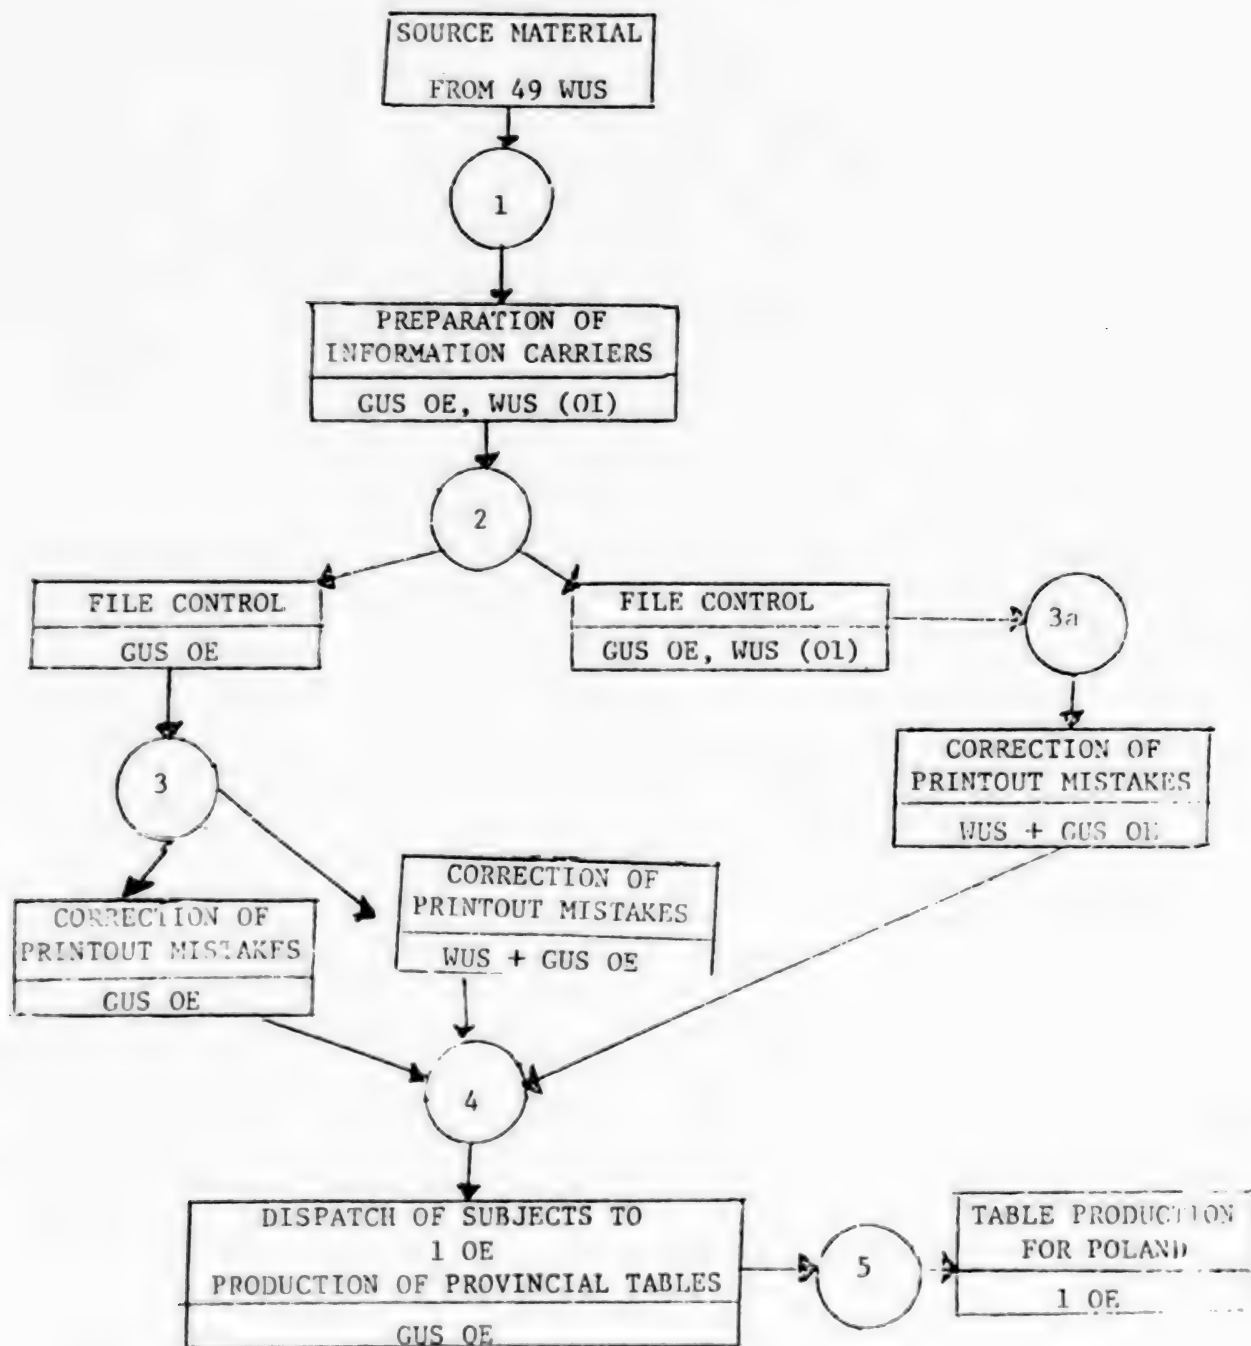 SOURCE MATERIAL
FROM 49 WUS
1
PREPARATION OF
INFORMATION CARRIERS
GUS OE, WUS (OI)
2
FILE CONTROL
GUS OE
FILE CONTROL
GUS OE, WUS (01)
3a
CORRECTION OF
PRINTOUT MISTAKES
WUS + GUS OE
3
CORRECTION OF
PRINTOUT MISTAKES
GUS OE
CORRECTION OF
PRINTOUT MISTAKES
WUS + GUS OE
4
DISPATCH OF SUBJECTS TO
1 OE
PRODUCTION OF PROVINCIAL TABLES
GUS OE
5
TABLE PRODUCTION
FOR POLAND
1 OE